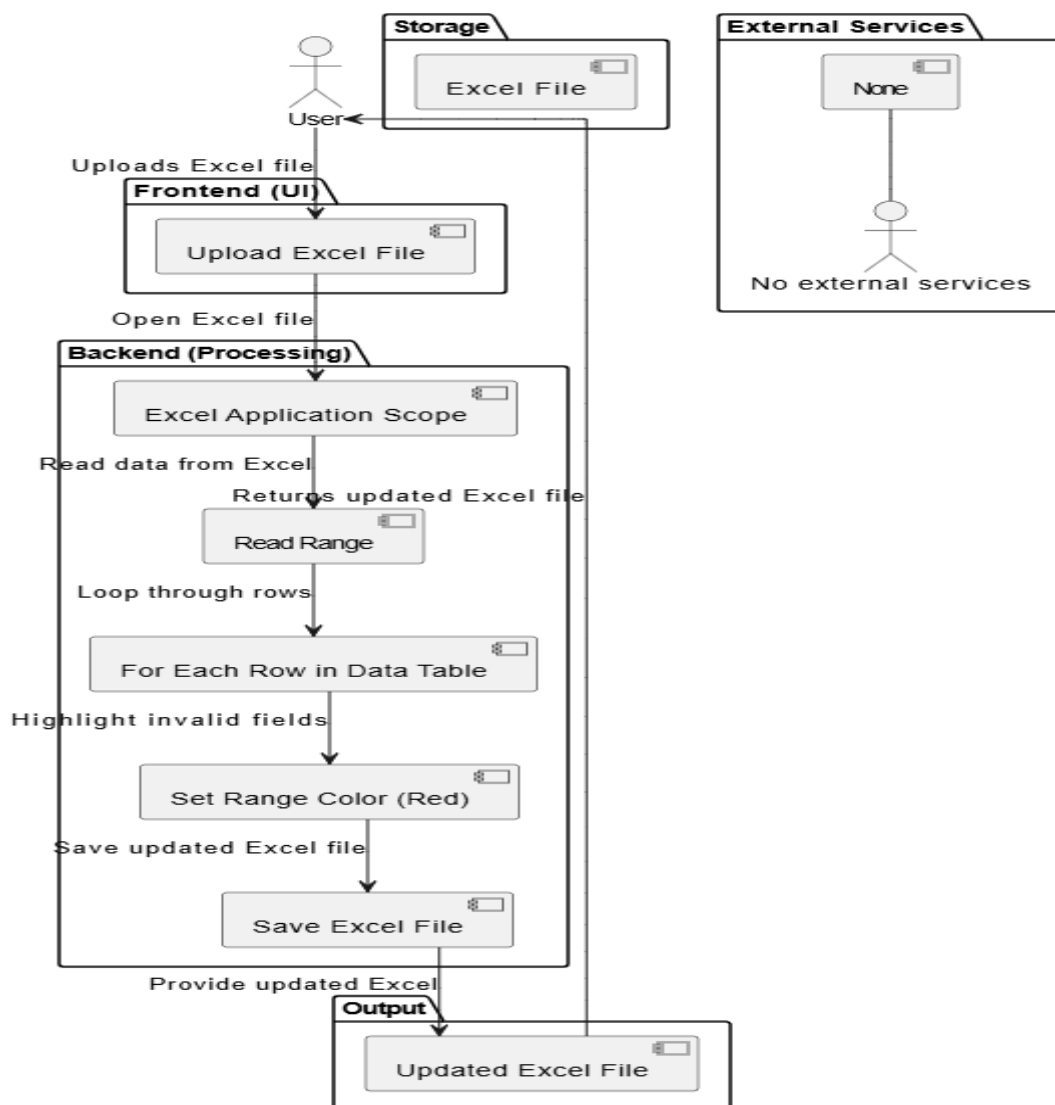 Storage
External Services
Excel File
None
User
Uploads Excel file
Frontend (UI)
Upload Excel File
No external services
Open Excel file
Backend (Processing)
Excel Application Scope
Read data from Excel
Returns updated Excel file
Read Range
Loop through rows
For Each Row in Data Table
Highlight invalid fields
Set Range Color (Red)
Save updated Excel file
Save Excel File
Provide updated Excel
Output
Updated Excel File